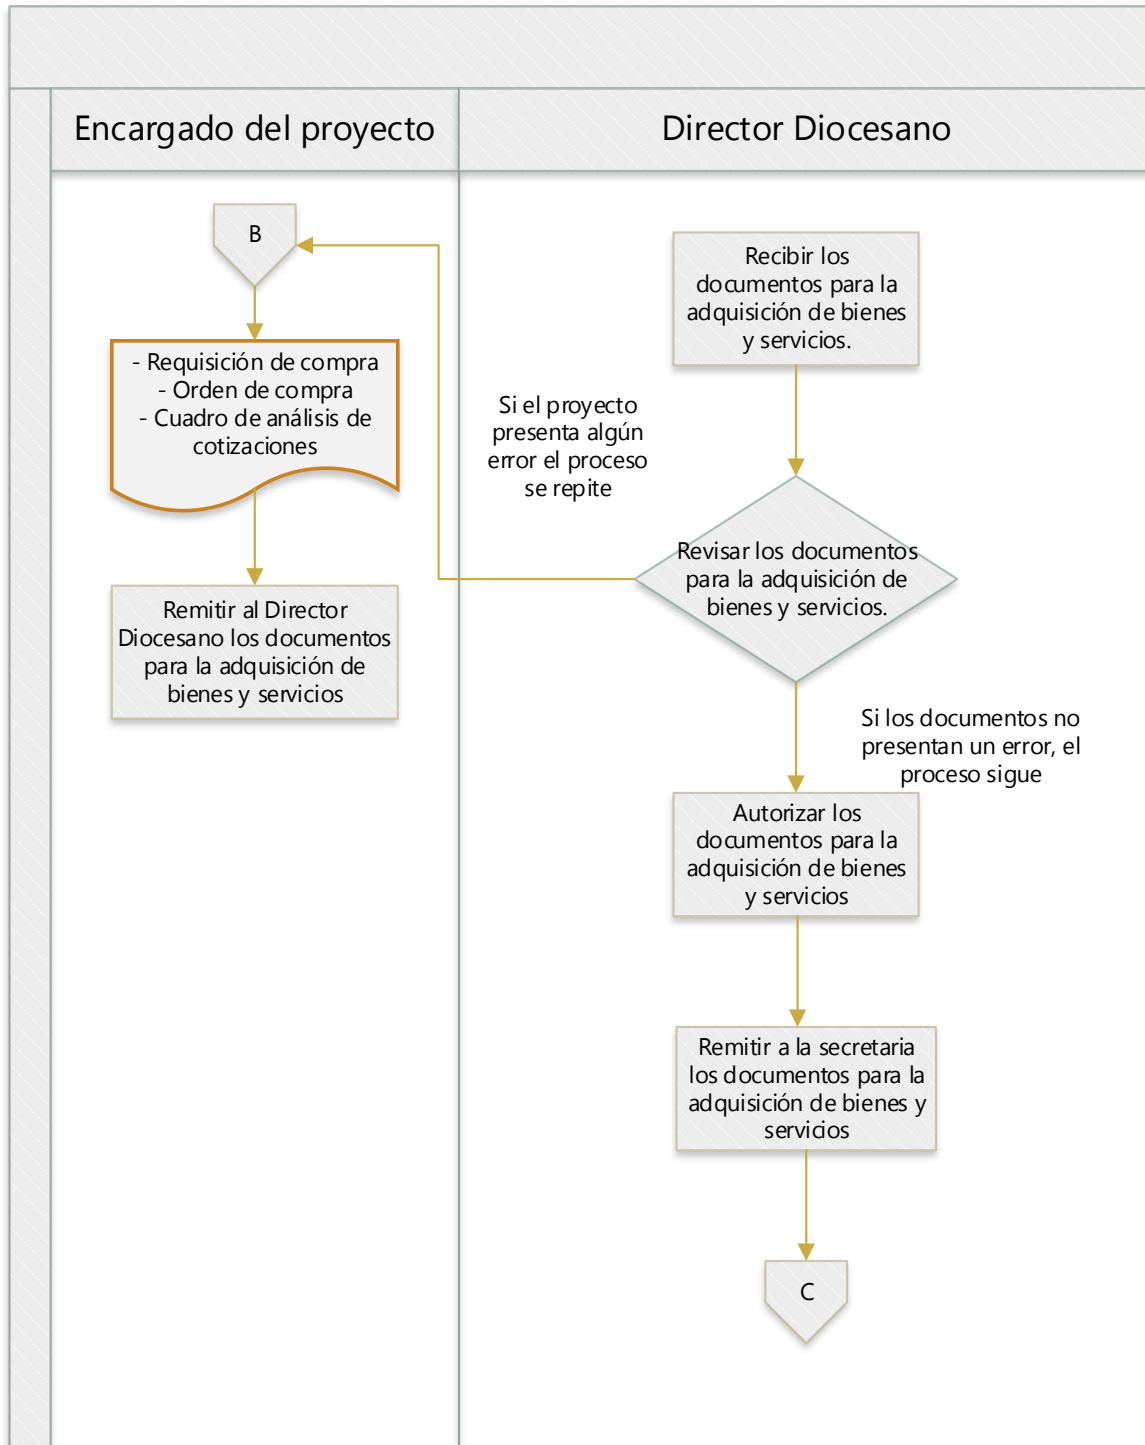 Encargado del proyecto
Director Diocesano
B
- Requisición de compra
- Orden de compra
- Cuadro de análisis de
cotizaciones
Remitir al Director
Diocesano los documentos
para la adquisición de
bienes y servicios
Recibir los
documentos para la
adquisición de bienes
y servicios.
Si el proyecto
presenta algún
error el proceso
se repite
Revisar los documentos
para la adquisición de
bienes y servicios.
Si los documentos no
presentan un error, el
proceso sigue
Autorizar los
documentos para la
adquisición de bienes
y servicios
Remitir a la secretaria
los documentos para la
adquisición de bienes y
servicios
C